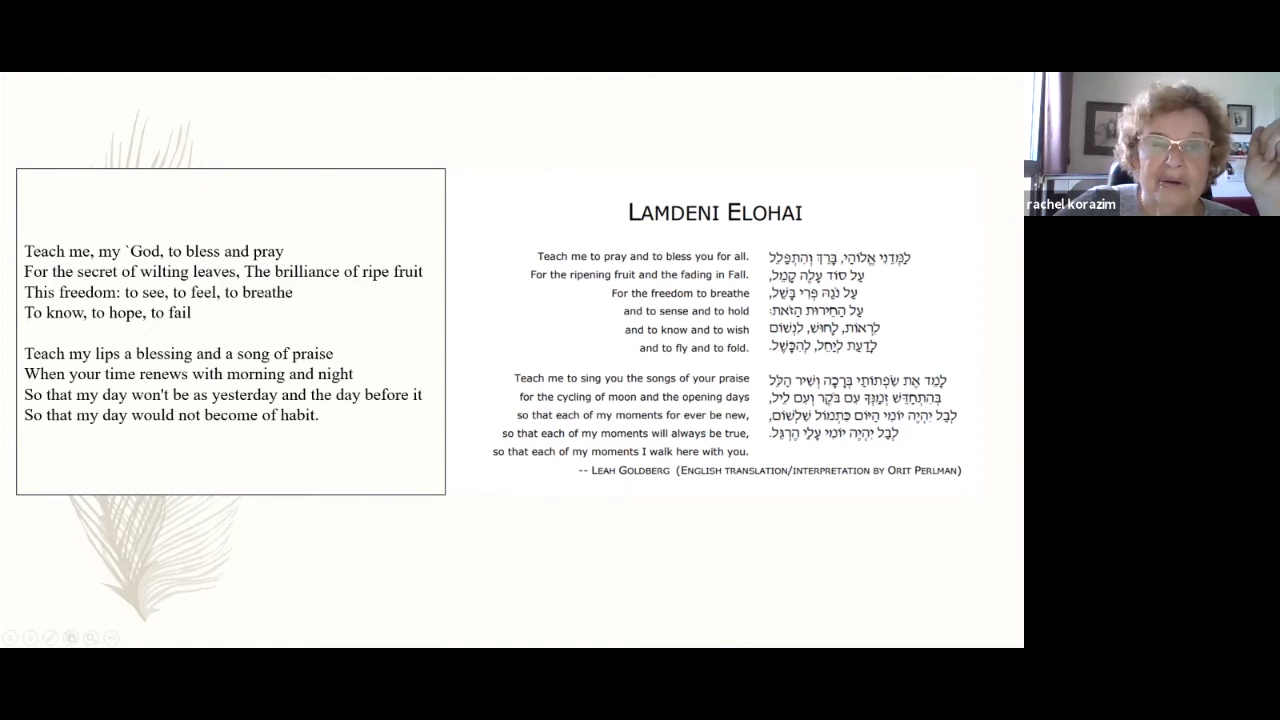 Teach me, my `God, to bless and pray
For the secret of wilting leaves, The brilliance of ripe fruit
This freedom: to see, to feel, to breathe
To know, to hope, to fail
Teach my lips a blessing and a song of praise
When your time renews with morning and night
So that my day won't be as yesterday and the day before it
So that my day would not become of habit.
LAMDENI ELOHAI
Teach me to pray and to bless you for all.
For the ripening fruit and the fading in Fall.
For the freedom to breathe
and to sense and to hold
and to know and to wish
and to fly and to fold.
Teach me to sing you the songs of your praise
for the cycling of moon and the opening days
so that each of my moments for ever be new,
so that each of my moments will always be true,
so that each of my moments I walk here with you.
לַמְּדֵנִי אֱלוֹהַי, בָּרֵךְ וְהִתְפַּלֵּל
עַל סוֹד עָלֶה קָמֵל,
עַל נֹגַהּ פְּרִי בָּשֵׁל,
עַל הַחֵירוּת הַזֹּאת:
לִרְאוֹת, לָחוּשׁ, לִנְשׁוֹם
לָדַעַת לְיַחֵל, לְהִכָּשֵׁל.
לַמֵּד אֶת שִׂפְתוֹתַי בְּרָכָה וְשִׁיר הַלֵּל
בְּהִתְחַדֵּשׁ זְמַנְּךָ עִם בֹּקֶר וְעִם לֵיל,
לְבַל יִהְיֶה יוֹמִי הַיּוֹם כִּתְמוֹל שִׁלְשׁוֹם,
לְבַל יִהְיֶה יוֹמִי עָלַי הֶרְגֵּל.
-- LEAH GOLDBERG (ENGLISH TRANSLATION/INTERPRETATION BY ORIT PERLMAN)
rachel korazim